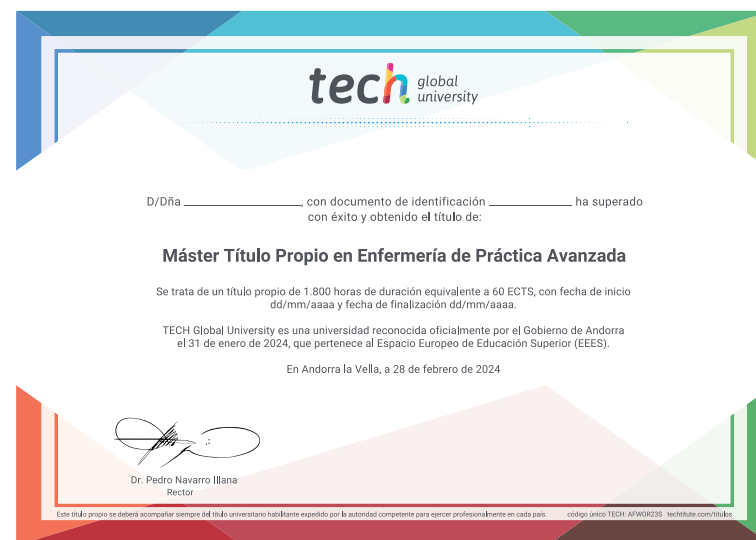 tech global
university
D/Dña ____________________, con documento de identificación ______________ ha superado
con éxito y obtenido el título de:
Máster Título Propio en Enfermería de Práctica Avanzada
Se trata de un título propio de 1.800 horas de duración equivalente a 60 ECTS, con fecha de inicio
dd/mm/aaaa y fecha de finalización dd/mm/aaaa.
TECH Global University es una universidad reconocida oficialmente por el Gobierno de Andorra
el 31 de enero de 2024, que pertenece al Espacio Europeo de Educación Superior (EEES).
En Andorra la Vella, a 28 de febrero de 2024
Dr. Pedro Navarro Illana
Rector
Este título propio se deberá acompañar siempre del título universitario habilitante expedido por la autoridad competente para ejercer profesionalmente en cada país. código único TECH: AFWOR23S techtitute.com/titulos